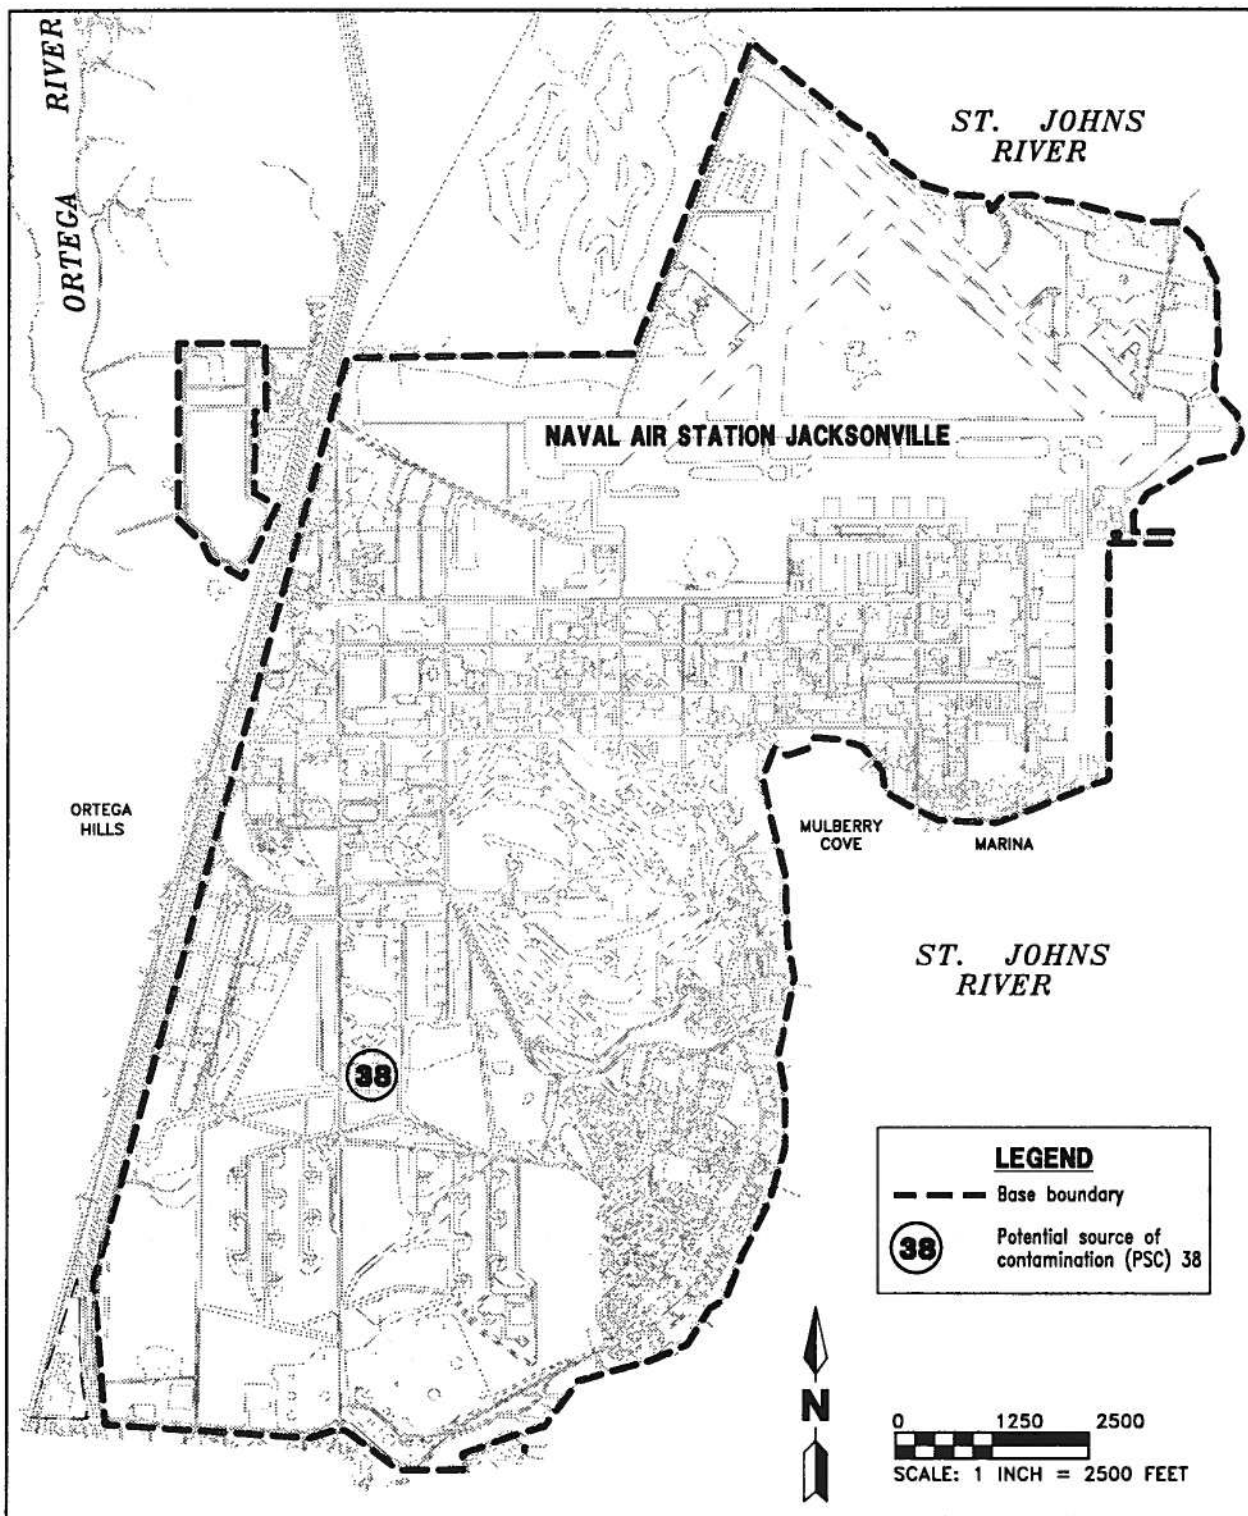 ORTEGA RIVER
ST. JOHNS
RIVER
NAVAL AIR STATION JACKSONVILLE
ORTEGA
HILLS
MULBERRY
COVE
MARINA
ST. JOHNS
RIVER
38
LEGEND
Base boundary
38
Potential source of
contamination (PSC) 38
N
0 1250 2500
SCALE: 1 INCH = 2500 FEET